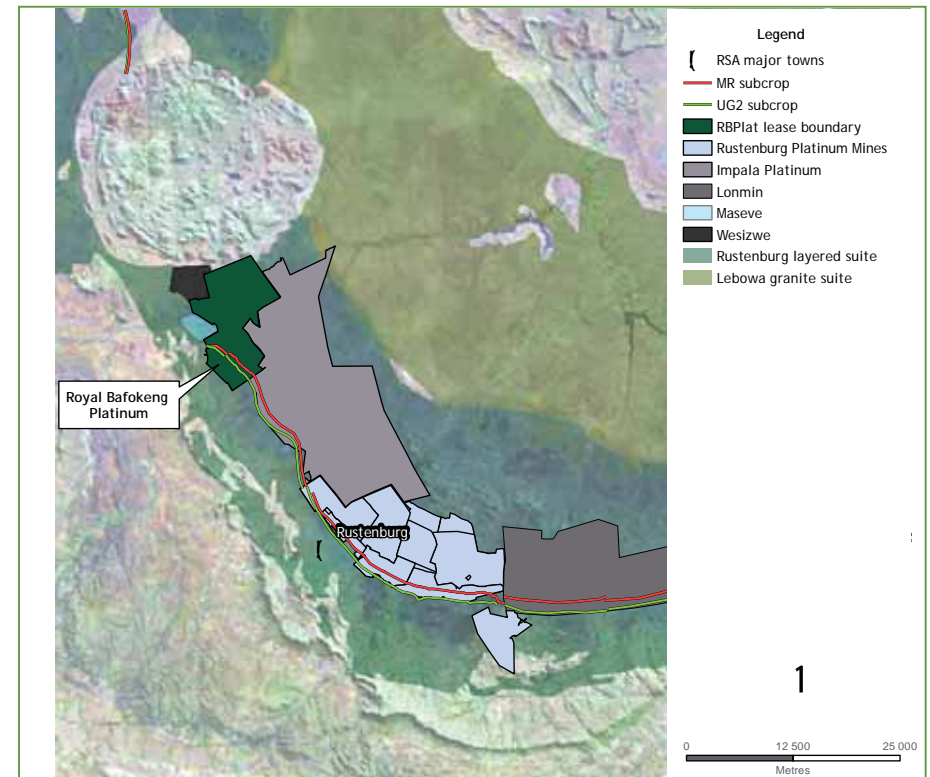 Legend
RSA major towns
MR subcrop
UG2 subcrop
RBPlat lease boundary
Rustenburg Platinum Mines
Impala Platinum
Lonmin
Maseve
Wesizwe
Rustenburg layered suite
Lebowa granite suite
Royal Bafokeng
Platinum
Rustenburg
1
0 12 500 25 000
Metres